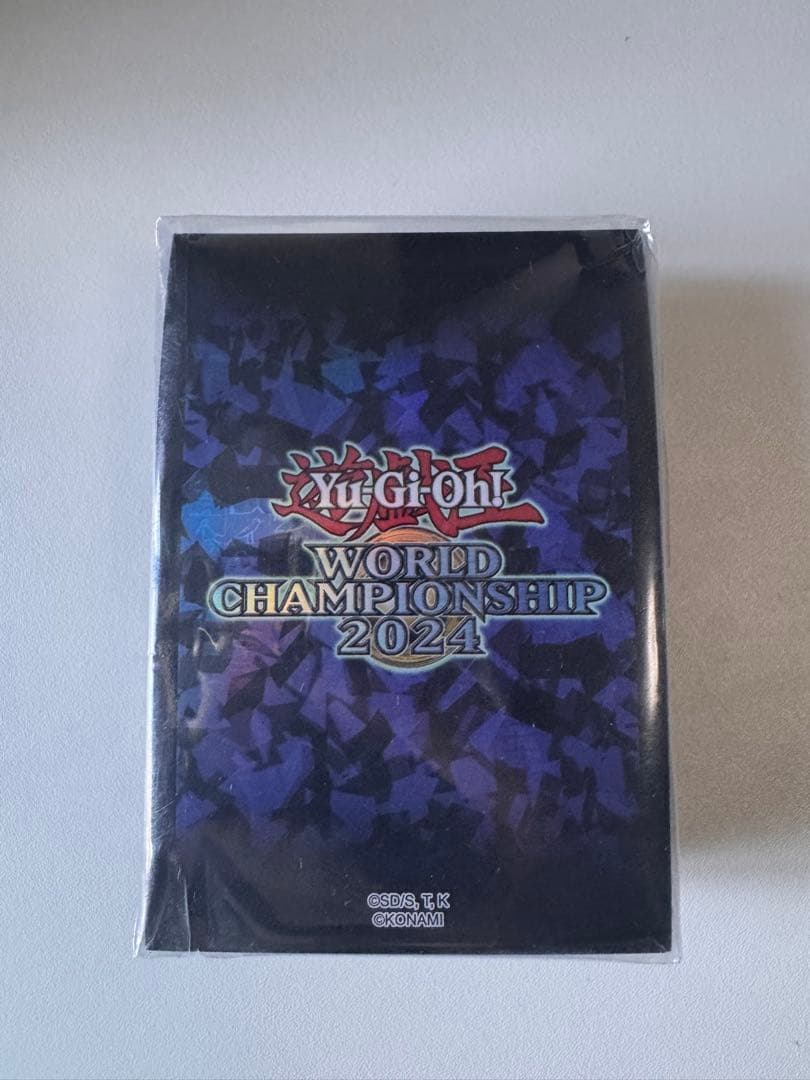 遊戯王
Yu-Gi-Oh!
WORLD
CHAMPIONSHIP
2024
©SD/S, T, K
©KONAMI